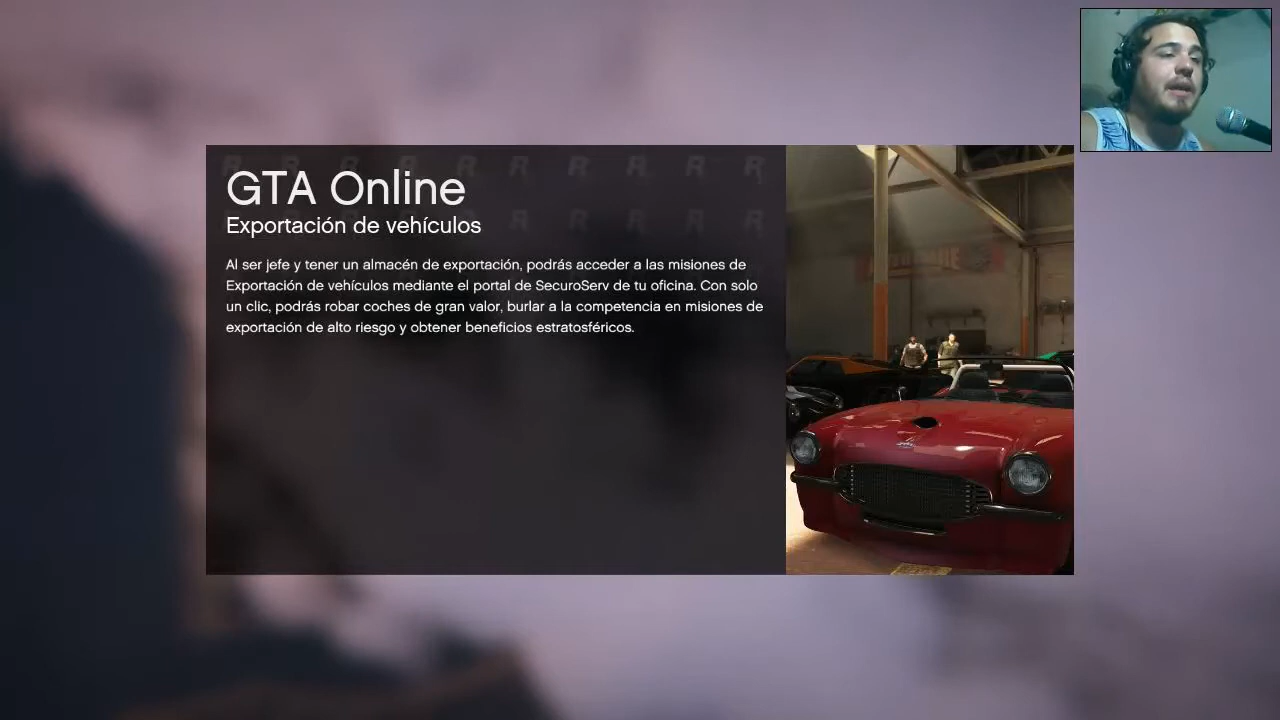 GTA Online
Exportación de vehículos
Al ser jefe y tener un almacén de exportación, podrás acceder a las misiones de
Exportación de vehículos mediante el portal de SecuroServ de tu oficina. Con solo
un clic, podrás robar coches de gran valor, burlar a la competencia en misiones de
exportación de alto riesgo y obtener beneficios estratosféricos.